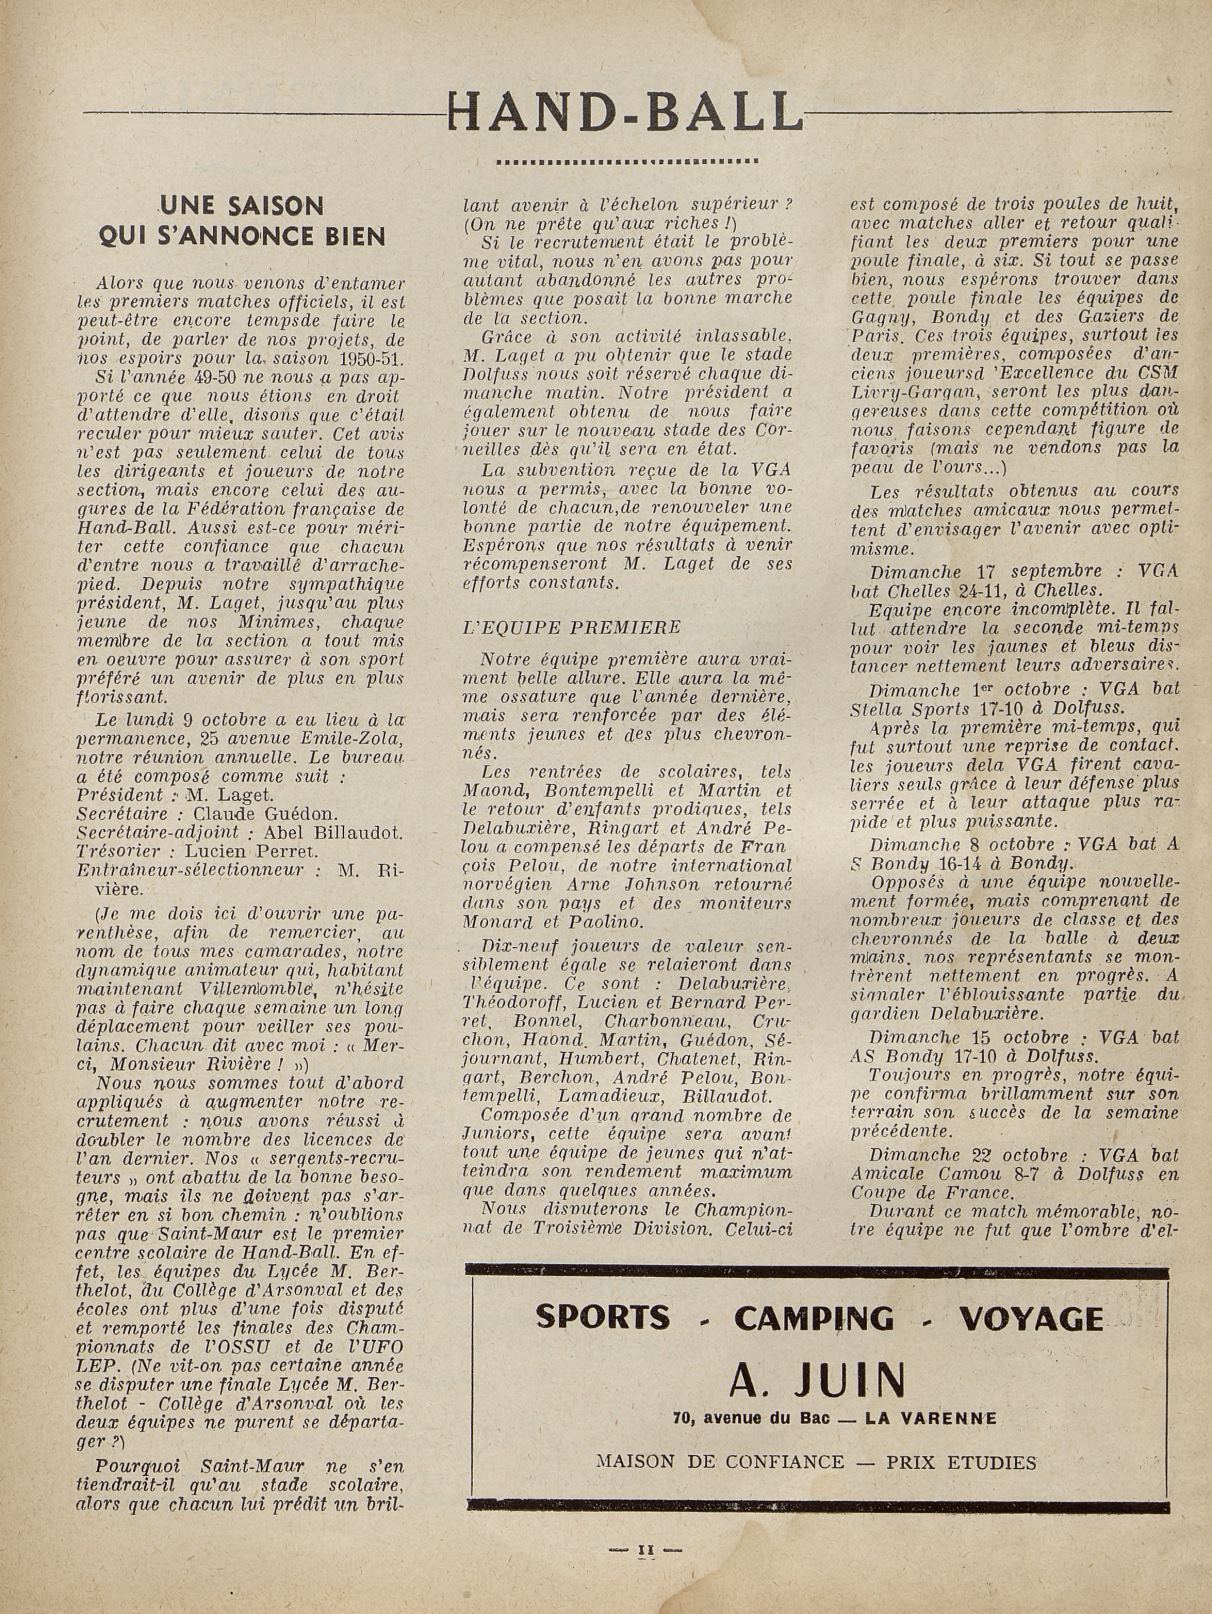 HAND-BALL
UNE SAISON
QUI S'ANNONCE BIEN
Alors que nous venons d'entamer
les premiers matches officiels, il est
peut-être encore tempsde faire le
point, de parler de nos projets, de
nos espoirs pour la saison 1950-51.
Si l'année 49-50 ne nous a pas ap-
porté ce que nous étions en droit
d'attendre d'elle, disons que c'était
reculer pour mieux sauter. Cet avis
n'est pas seulement celui de tous
les dirigeants et joueurs de notre
section, mais encore celui des au-
gures de la Fédération française de
Hand-Ball. Aussi est-ce pour méri-
ter cette confiance que chacun
d'entre nous a travaillé d'arrache-
pied. Depuis notre sympathique
président, M. Laget, jusqu'au plus
jeune de nos Minimes, chaque
membre de la section a tout mis
en oeuvre pour assurer à son sport
préféré un avenir de plus en plus
florissant.
Le lundi 9 octobre a eu lieu à la
permanence, 25 avenue Emile-Zola,
notre réunion annuelle. Le bureau
a été composé comme suit :
Président : M. Laget.
Secrétaire : Claude Guédon.
Secrétaire-adjoint : Abel Billaudot.
Trésorier : Lucien Perret.
Entraîneur-sélectionneur : M. Ri-
vière.
(Je me dois ici d'ouvrir une pa-
renthèse, afin de remercier, au
nom de tous mes camarades, notre
dynamique animateur qui, habitant
maintenant Villemomble, n'hésite
pas à faire chaque semaine un long
déplacement pour veiller ses pou-
lains. Chacun dit avec moi : « Mer-
ci, Monsieur Rivière ! »)
Nous nous sommes tout d'abord
appliqués à augmenter notre re-
crutement : nous avons réussi à
doubler le nombre des licences de
l'an dernier. Nos « sergents-recru-
teurs » ont abattu de la bonne beso-
gne, mais ils ne doivent pas s'ar-
rêter en si bon chemin : n'oublions
pas que Saint-Maur est le premier
centre scolaire de Hand-Ball. En ef-
fet, les équipes du Lycée M. Ber-
thelot, du Collège d'Arsonval et des
écoles ont plus d'une fois disputé
et remporté les finales des Cham-
pionnats de l'OSSU et de l'UFO
LEP. (Ne vit-on pas certaine année
se disputer une finale Lycée M. Ber-
thelot - Collège d'Arsonval où les
deux équipes ne purent se départa-
ger ?)
Pourquoi Saint-Maur ne s'en
tiendrait-il qu'au stade scolaire,
alors que chacun lui prédit un bril-
lant avenir à l'échelon supérieur ?
(On ne prête qu'aux riches !)
Si le recrutement était le problè-
me vital, nous n'en avons pas pour
autant abandonné les autres pro-
blèmes que posait la bonne marche
de la section.
Grâce à son activité inlassable,
M. Laget a pu obtenir que le stade
Dolfuss nous soit réservé chaque di-
manche matin. Notre président a
également obtenu de nous faire
jouer sur le nouveau stade des Cor-
neilles dès qu'il sera en état.
La subvention reçue de la VGA
nous a permis, avec la bonne vo-
lonté de chacun,de renouveler une
bonne partie de notre équipement.
Espérons que nos résultats à venir
récompenseront M. Laget de ses
efforts constants.
L'EQUIPE PREMIERE
Notre équipe première aura vrai-
ment belle allure. Elle aura la mê-
me ossature que l'année dernière,
mais sera renforcée par des élé-
ments jeunes et des plus chevron-
nés.
Les rentrées de scolaires, tels
Maond, Bontempelli et Martin et
le retour d'enfants prodiques, tels
Delabuxière, Ringart et André Pe-
lou a compensé les départs de Fran
çois Pelou, de notre international
norvégien Arne Johnson retourné
dans son pays et des moniteurs
Monard et Paolino.
Dix-neuf joueurs de valeur sen-
siblement égale se relaieront dans
l'équipe. Ce sont : Delabuxière,
Théodoroff, Lucien et Bernard Per-
ret, Bonnel, Charbonneau, Cru-
chon, Haond, Martin, Guédon, Sé-
journant, Humbert, Chatenet, Rin-
gart, Berchon, André Pelou, Bon-
tempelli, Lamadieux, Billaudot.
Composée d'un grand nombre de
Juniors, cette équipe sera avant
tout une équipe de jeunes qui n'at-
teindra son rendement maximum
que dans quelques années.
Nous disputerons le Champion-
nat de Troisième Division. Celui-ci
est composé de trois poules de huit,
avec matches aller et retour quali-
fiant les deux premiers pour une
poule finale, à six. Si tout se passe
bien, nous espérons trouver dans
cette poule finale les équipes de
Gagny, Bondy et des Gaziers de
Paris. Ces trois équipes, surtout les
deux premières, composées d'an-
ciens joueursd 'Excellence du CSM
Livry-Gargan, seront les plus dan-
gereuses dans cette compétition où
nous faisons cependant figure de
favoris (mais ne vendons pas la
peau de l'ours...)
Les résultats obtenus au cours
des matches amicaux nous permet-
tent d'envisager l'avenir avec opti-
misme.
Dimanche 17 septembre : VGA
bat Chelles 24-11, à Chelles.
Equipe encore incomplète. Il fal-
lut attendre la seconde mi-temps
pour voir les jaunes et bleus dis-
tancer nettement leurs adversaires.
Dimanche 1er octobre : VGA bat
Stella Sports 17-10 à Dolfuss.
Après la première mi-temps, qui
fut surtout une reprise de contact,
les joueurs dela VGA firent cava-
liers seuls grâce à leur défense plus
serrée et à leur attaque plus ra-
pide et plus puissante.
Dimanche 8 octobre : VGA bat A
S Bondy 16-14 à Bondy.
Opposés à une équipe nouvelle-
ment formée, mais comprenant de
nombreux joueurs de classe et des
chevronnés de la balle à deux
mains, nos représentants se mon-
trèrent nettement en progrès. A
signaler l'éblouissante partie du
gardien Delabuxière.
Dimanche 15 octobre : VGA bat
AS Bondy 17-10 à Dolfuss.
Toujours en progrès, notre équi-
pe confirma brillamment sur son
terrain son succès de la semaine
précédente.
Dimanche 22 octobre : VGA bat
Amicale Camou 8-7 à Dolfuss en
Coupe de France.
Durant ce match mémorable, no-
tre équipe ne fut que l'ombre d'el-
SPORTS - CAMPING - VOYAGE
A. JUIN
70, avenue du Bac — LA VARENNE
MAISON DE CONFIANCE — PRIX ETUDIES
— 11 —